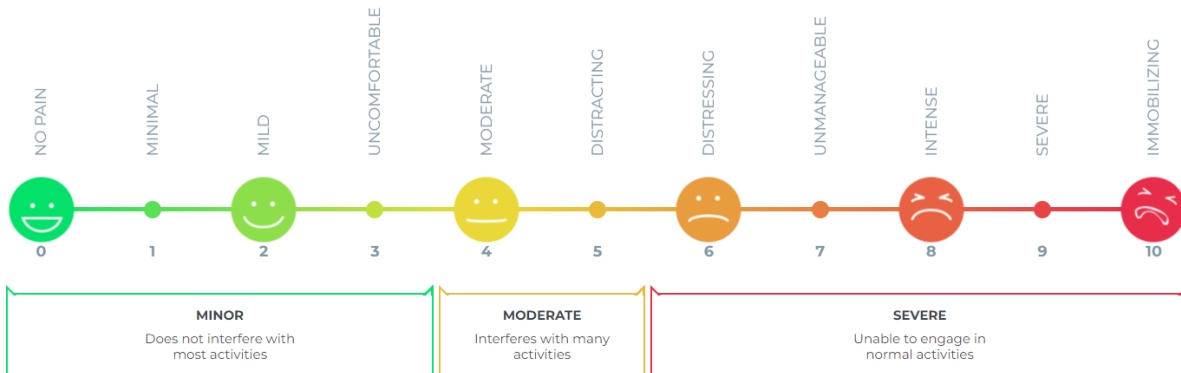 NO PAIN
MINIMAL
MILD
UNCOMFORTABLE
MODERATE
DISTRACTING
DISTRESSING
UNMANAGEABLE
INTENSE
SEVERE
IMMOBILIZING
0 1 2 3 4 5 6 7 8 9 10
MINOR
Does not interfere with
most activities
MODERATE
Interferes with many
activities
SEVERE
Unable to engage in
normal activities